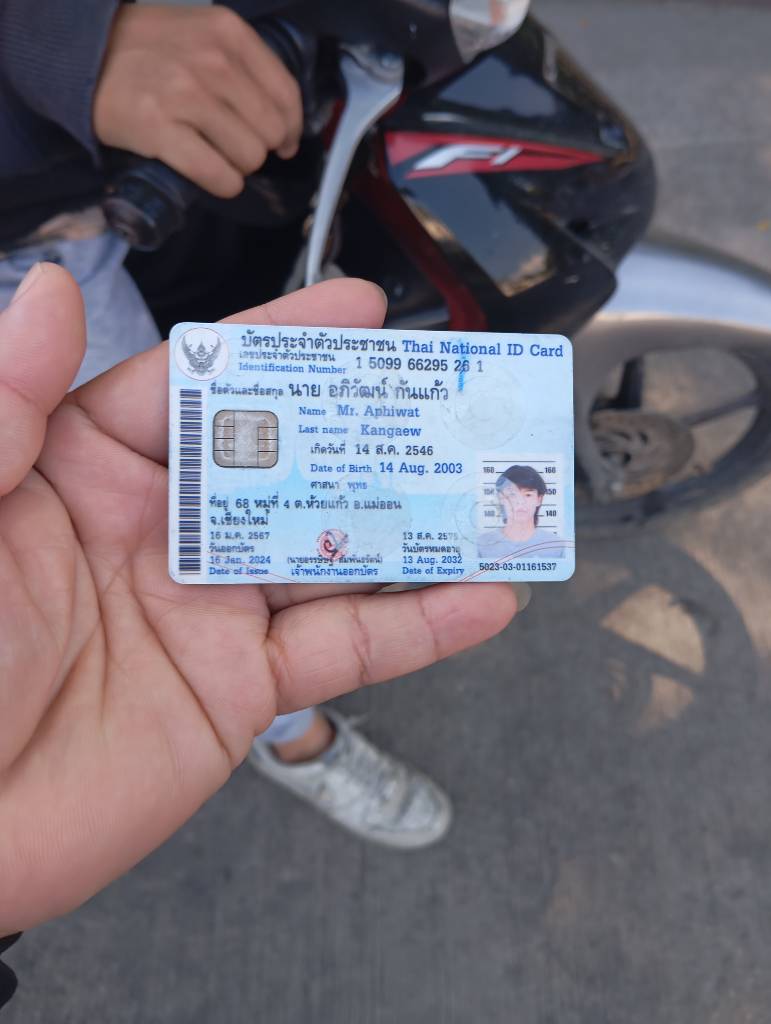 FI
บัตรประจำตัวประชาชน Thai National ID Card
เลขประจำตัวประชาชน
Identification Number 1 5099 66295 26 1
ชื่อตัวและชื่อสกุล นาย อภิวัฒน์ กันแก้ว
Name Mr. Aphiwat
Last name Kangaew
เกิดวันที่ 14 ส.ค. 2546
Date of Birth 14 Aug. 2003
ศาสนา พุทธ
ที่อยู่ 68 หมู่ที่ 4 ต.ห้วยแก้ว อ.แม่ออน
จ.เชียงใหม่
16 ม.ค. 2567
วันออกบัตร
16 Jan. 2024
Date of Issue
เจ้าพนักงานออกบัตร
13 ส.ค. 2575
วันบัตรหมดอายุ
13 Aug. 2032
Date of Expiry
160 160
150 150
140 140
5023-03-01161537